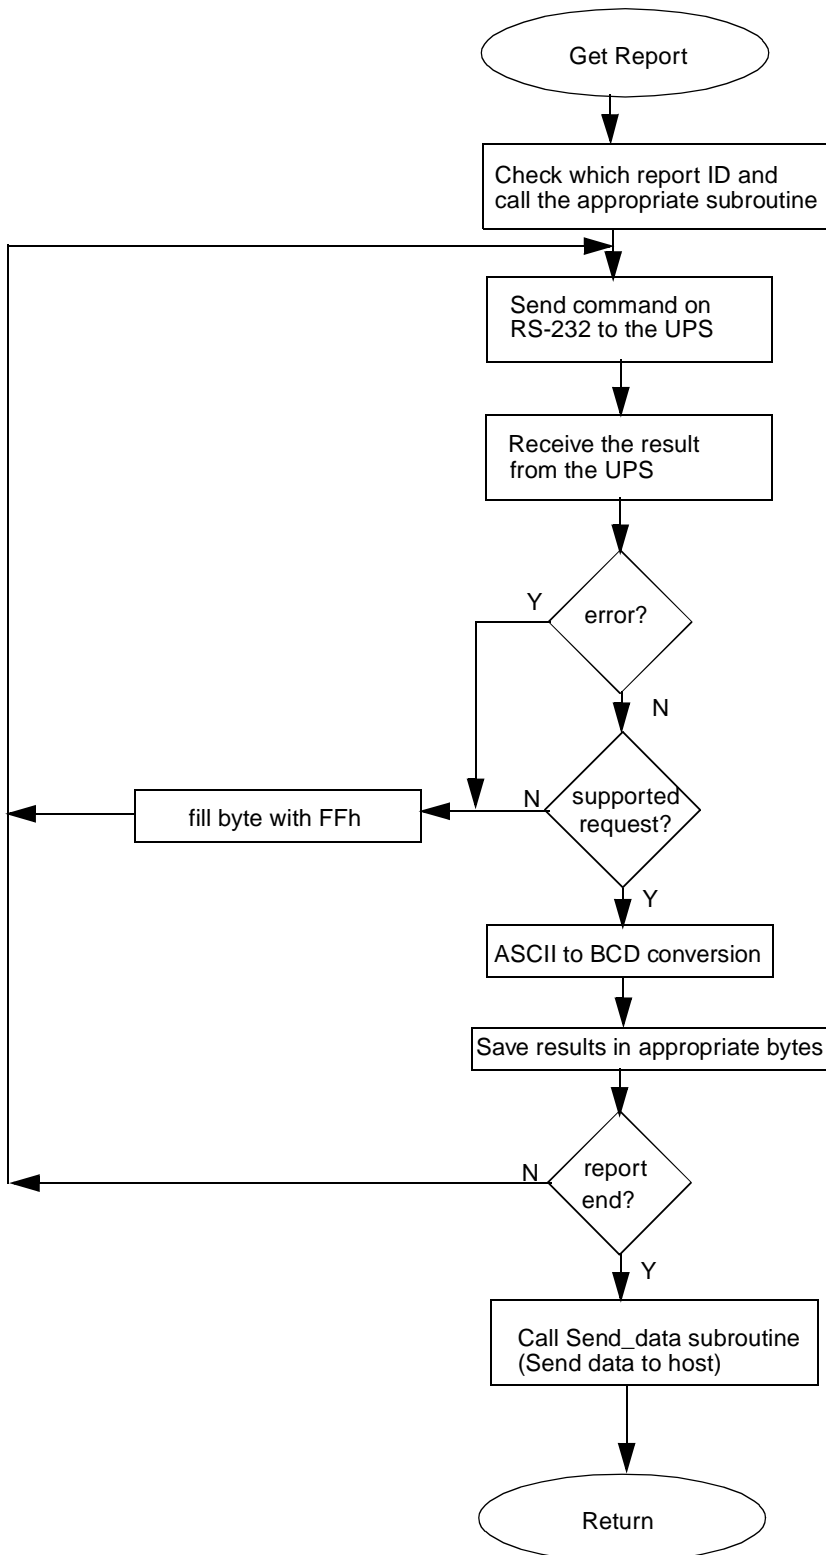 Get Report
Check which report ID and
call the appropriate subroutine
Send command on
RS-232 to the UPS
Receive the result
from the UPS
Y
error?
N
N
supported
request?
fill byte with FFh
Y
ASCII to BCD conversion
Save results in appropriate bytes
N
report
end?
Y
Call Send_data subroutine
(Send data to host)
Return